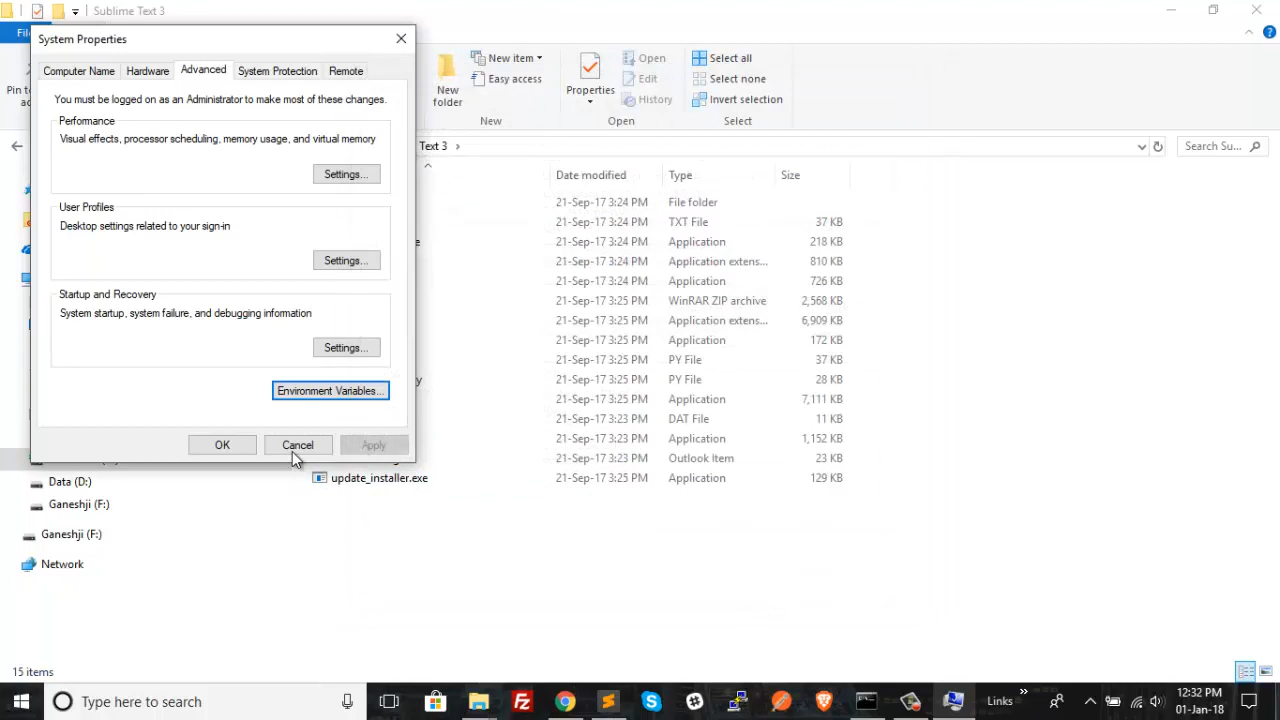 Sublime Text 3
File
System Properties
Computer Name
Hardware
Advanced
System Protection
Remote
You must be logged on as an Administrator to make most of these changes.
Performance
Visual effects, processor scheduling, memory usage, and virtual memory
Settings...
User Profiles
Desktop settings related to your sign-in
Settings...
Startup and Recovery
System startup, system failure, and debugging information
Settings...
Environment Variables...
OK
Cancel
Apply
Pin to
New
folder
New item
Easy access
New
Properties
Open
Edit
History
Open
Select all
Select none
Invert selection
Select
Text 3
Search Su...
Date modified Type Size
21-Sep-17 3:24 PM File folder
21-Sep-17 3:24 PM TXT File 37 KB
21-Sep-17 3:24 PM Application 218 KB
21-Sep-17 3:24 PM Application extens... 810 KB
21-Sep-17 3:24 PM Application 726 KB
21-Sep-17 3:25 PM WinRAR ZIP archive 2,568 KB
21-Sep-17 3:25 PM Application extens... 6,909 KB
21-Sep-17 3:25 PM Application 172 KB
21-Sep-17 3:25 PM PY File 37 KB
21-Sep-17 3:25 PM PY File 28 KB
21-Sep-17 3:25 PM Application 7,111 KB
21-Sep-17 3:23 PM DAT File 11 KB
21-Sep-17 3:23 PM Application 1,152 KB
21-Sep-17 3:23 PM Outlook Item 23 KB
update_installer.exe 21-Sep-17 3:25 PM Application 129 KB
Data (D:)
Ganeshji (F:)
Ganeshji (F:)
Network
15 items
Type here to search
Links
12:32 PM
01-Jan-18